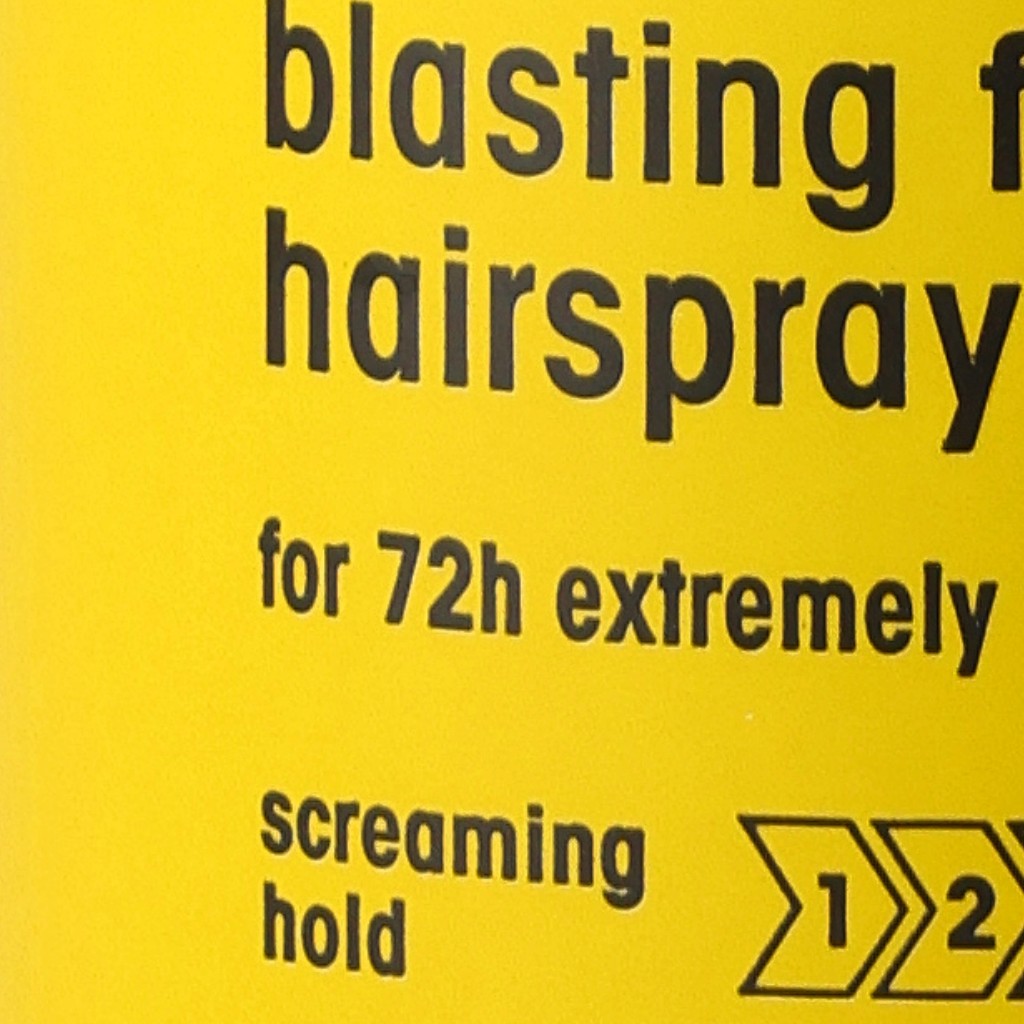 blasting f
hairspray
for 72h extremely
screaming
hold
1 2